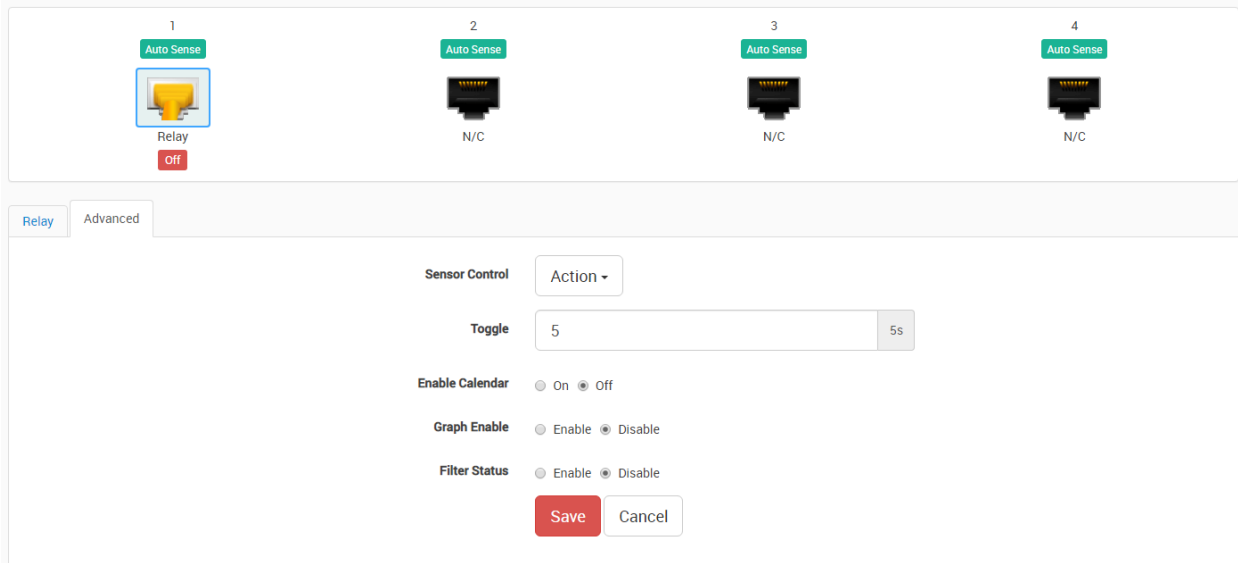 1 2 3 4
Auto Sense Auto Sense Auto Sense Auto Sense
Relay N/C N/C N/C
Off
Relay Advanced
Sensor Control Action
Toggle 5 5s
Enable Calendar On Off
Graph Enable Enable Disable
Filter Status Enable Disable
Save Cancel